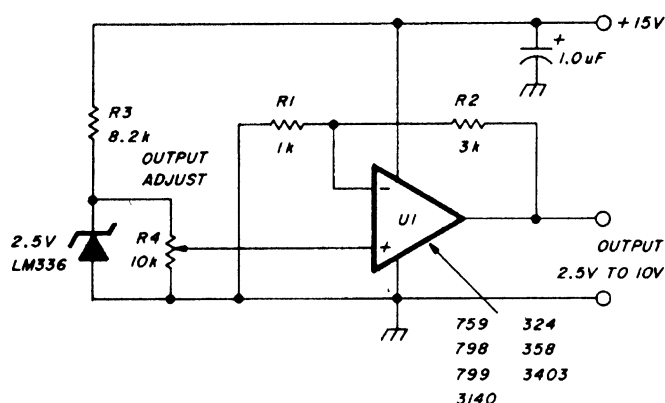 +15V
+
1.0uF
R3
8.2k
R1
1k
R2
3k
OUTPUT
ADJUST
2.5V
LM336
R4
10k
-
+
U1
OUTPUT
2.5V TO 10V
759 324
798 358
799 3403
3140